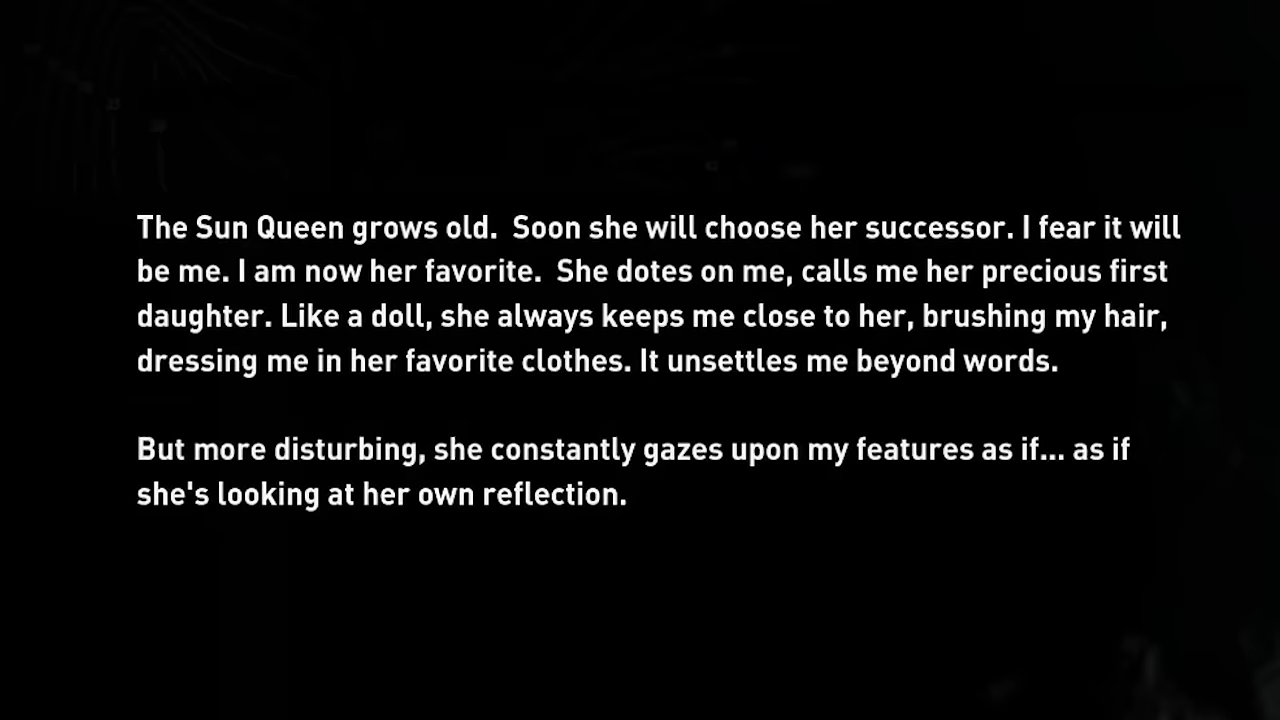 The Sun Queen grows old.  Soon she will choose her successor. I fear it will
be me. I am now her favorite.  She dotes on me, calls me her precious first
daughter. Like a doll, she always keeps me close to her, brushing my hair,
dressing me in her favorite clothes. It unsettles me beyond words.
But more disturbing, she constantly gazes upon my features as if... as if
she's looking at her own reflection.